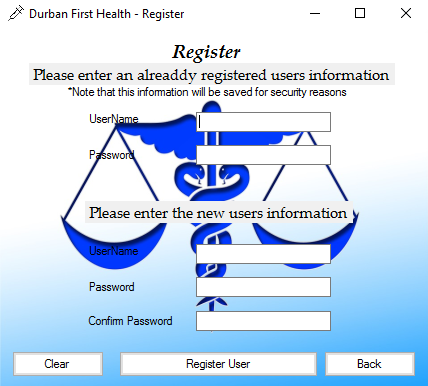 Durban First Health - Register
Register
Please enter an alreaddy registered users information
*Note that this infomation will be saved for security reasons
UserName
Password
Please enter the new users information
UserName
Password
Confirm Password
Clear Register User Back